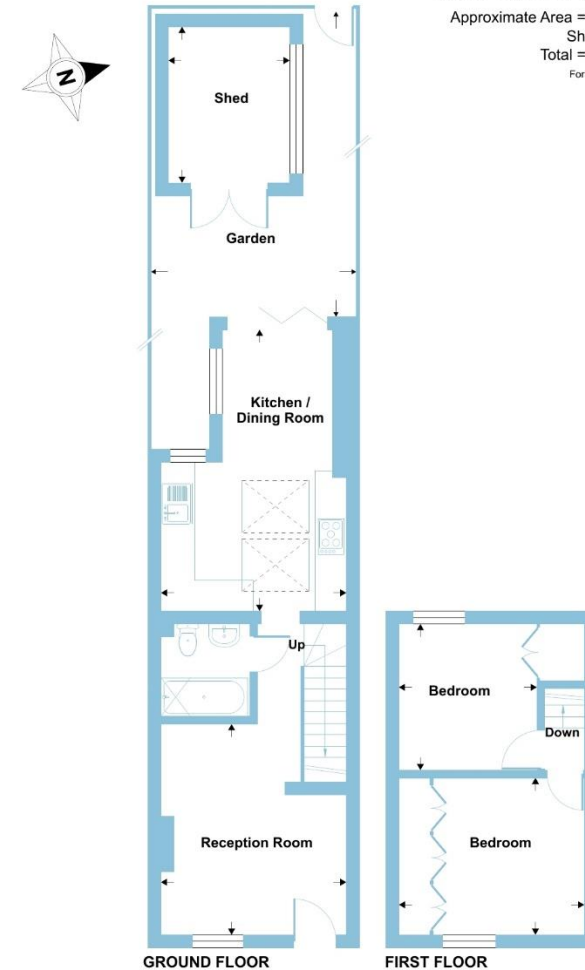 Approximate Area =
Sh
Total =
For
N
Shed
Garden
Kitchen /
Dining Room
Up
Reception Room
GROUND FLOOR
Bedroom
Down
Bedroom
FIRST FLOOR